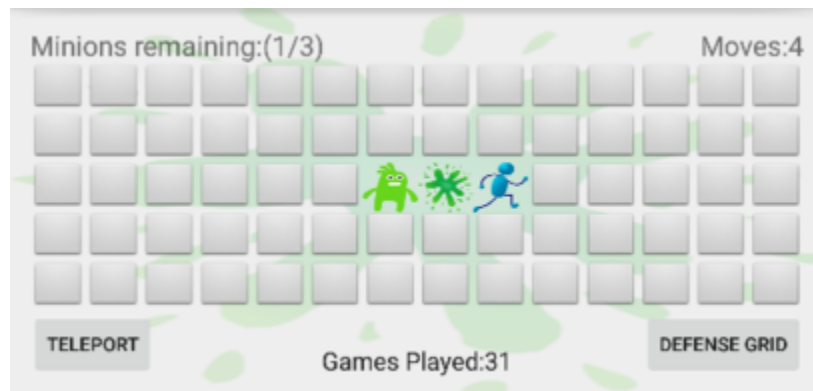 Minions remaining:(1/3)
Moves:4
TELEPORT
Games Played:31
DEFENSE GRID